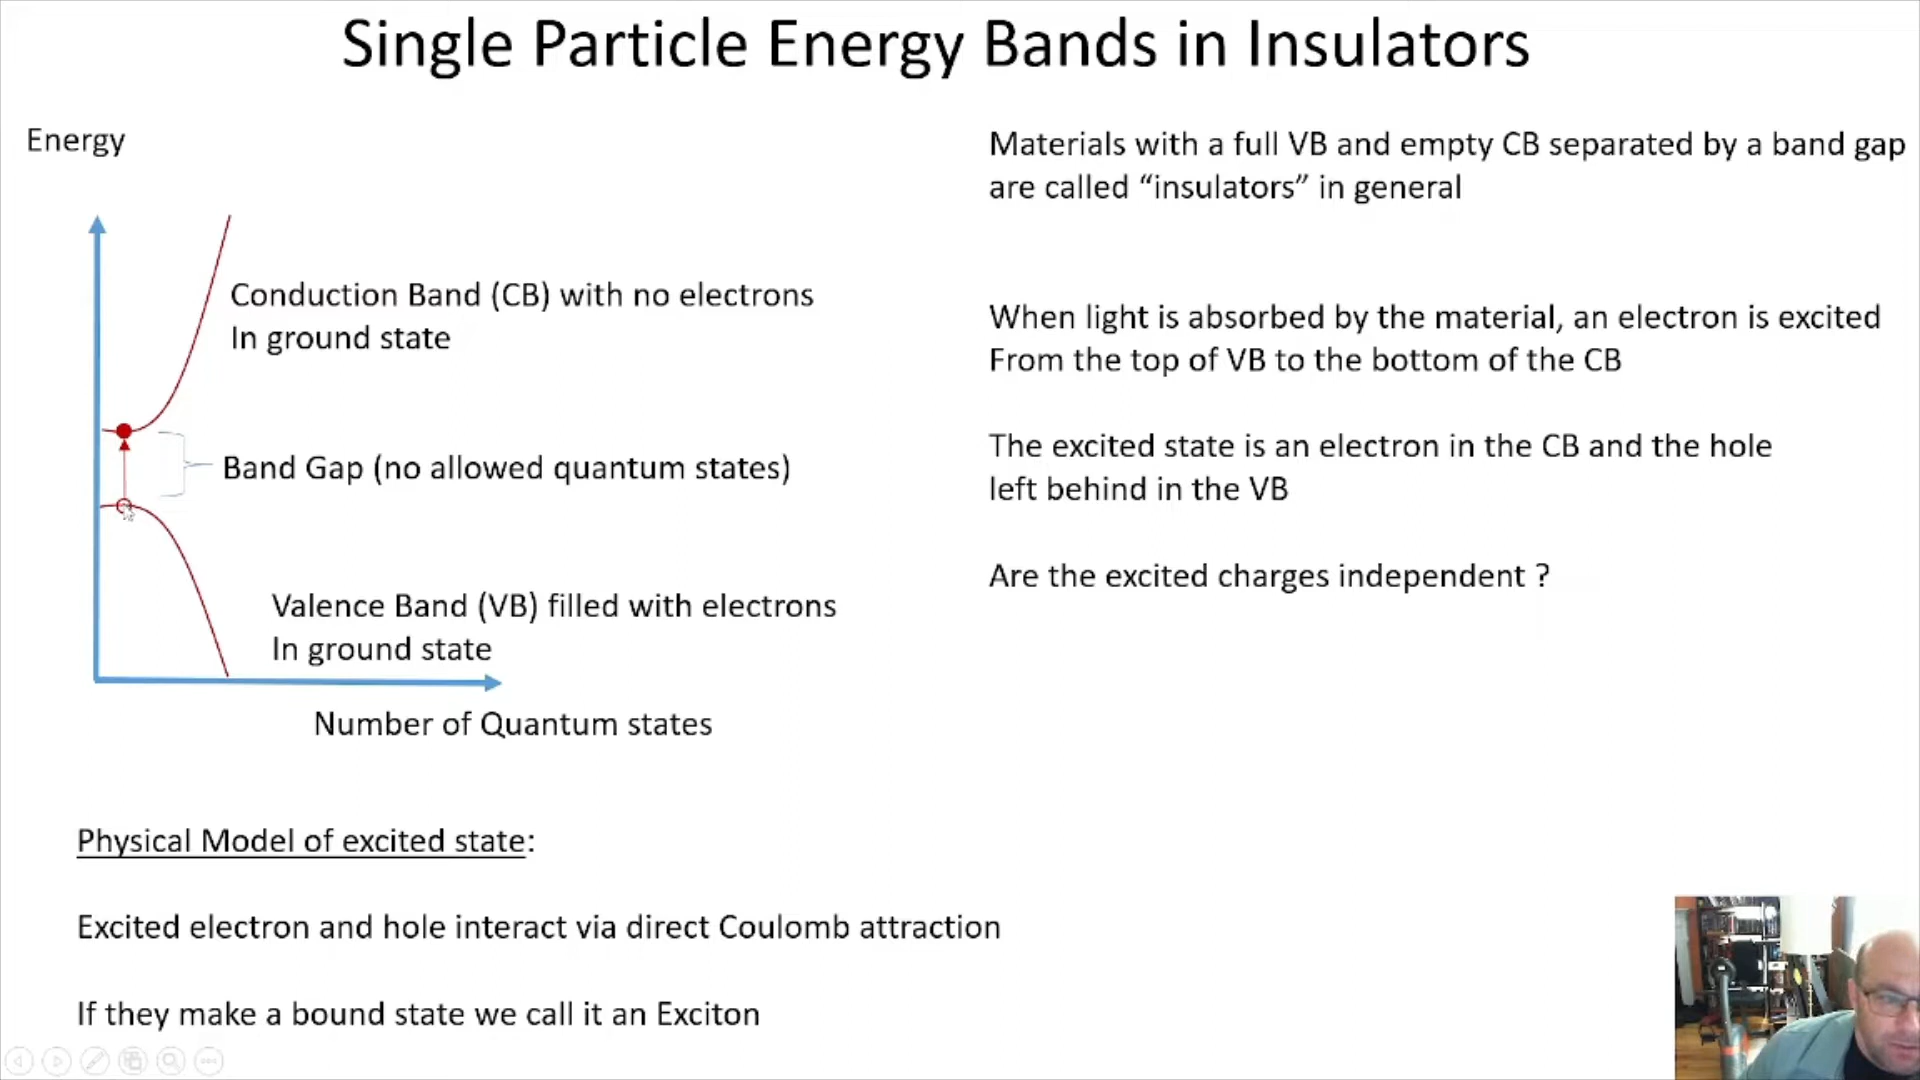 Single Particle Energy Bands in Insulators
Energy
Conduction Band (CB) with no electrons
In ground state
Band Gap (no allowed quantum states)
Valence Band (VB) filled with electrons
In ground state
Number of Quantum states
Materials with a full VB and empty CB separated by a band gap
are called “insulators” in general
When light is absorbed by the material, an electron is excited
From the top of VB to the bottom of the CB
The excited state is an electron in the CB and the hole
left behind in the VB
Are the excited charges independent ?
Physical Model of excited state:
Excited electron and hole interact via direct Coulomb attraction
If they make a bound state we call it an Exciton